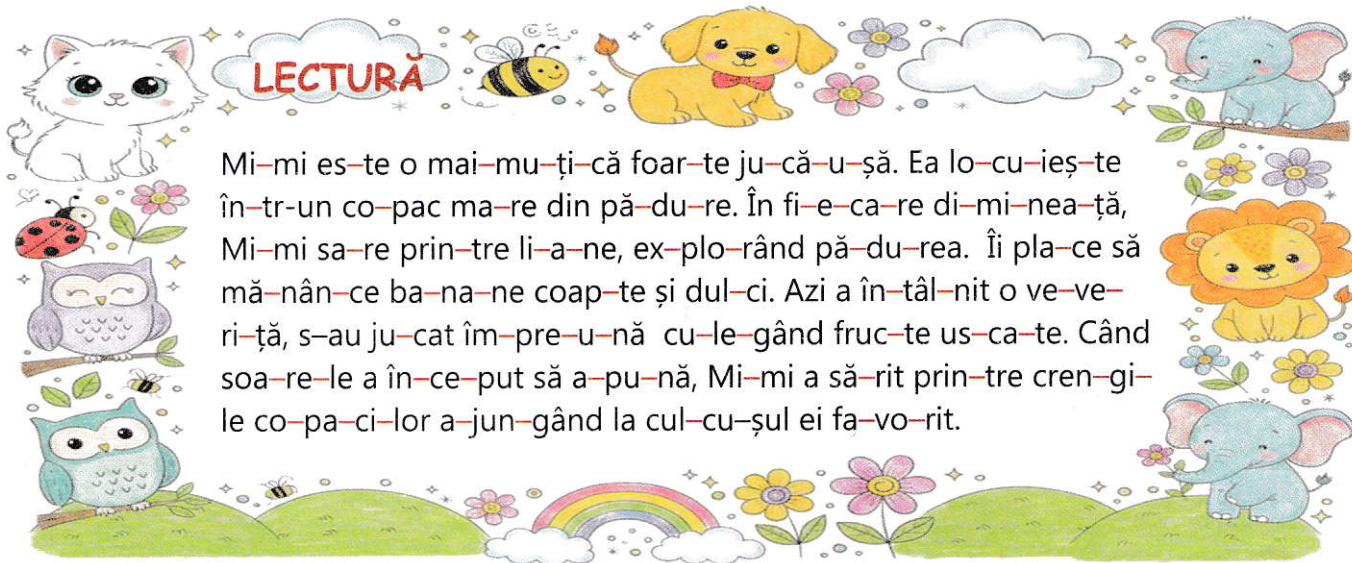 LECTURĂ
Mi–mi es–te o mai–mu–ți–că foar–te ju–că–u–șă. Ea lo–cu–ieș–te
în–tr-un co–pac ma–re din pă–du–re. În fi–e–ca–re di–mi–nea–ță,
Mi–mi sa–re prin–tre li–a–ne, ex–plo–rând pă–du–rea. Îi pla–ce să
mă–nân–ce ba–na–ne coap–te și dul–ci. Azi a în–tâl–nit o ve–ve–
ri–ță, s–au ju–cat îm–pre–u–nă cu–le–gând fruc–te us–ca–te. Când
soa–re–le a în–ce–put să a–pu–nă, Mi–mi a să–rit prin–tre cren–gi–
le co–pa–ci–lor a–jun–gând la cul–cu–șul ei fa–vo–rit.